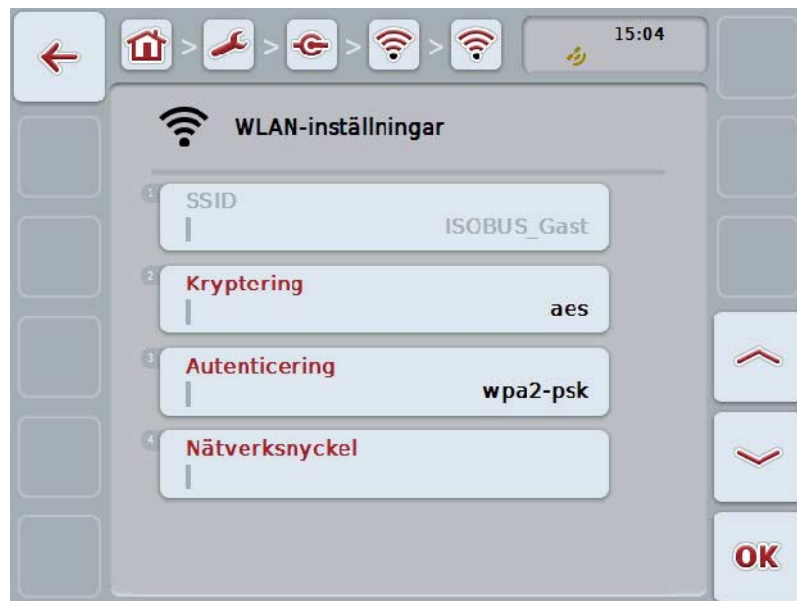 15:04
WLAN-inställningar
1
SSID
ISOBUS_Gast
2
Kryptering
aes
3
Autenticering
wpa2-psk
4
Nätverksnyckel
OK